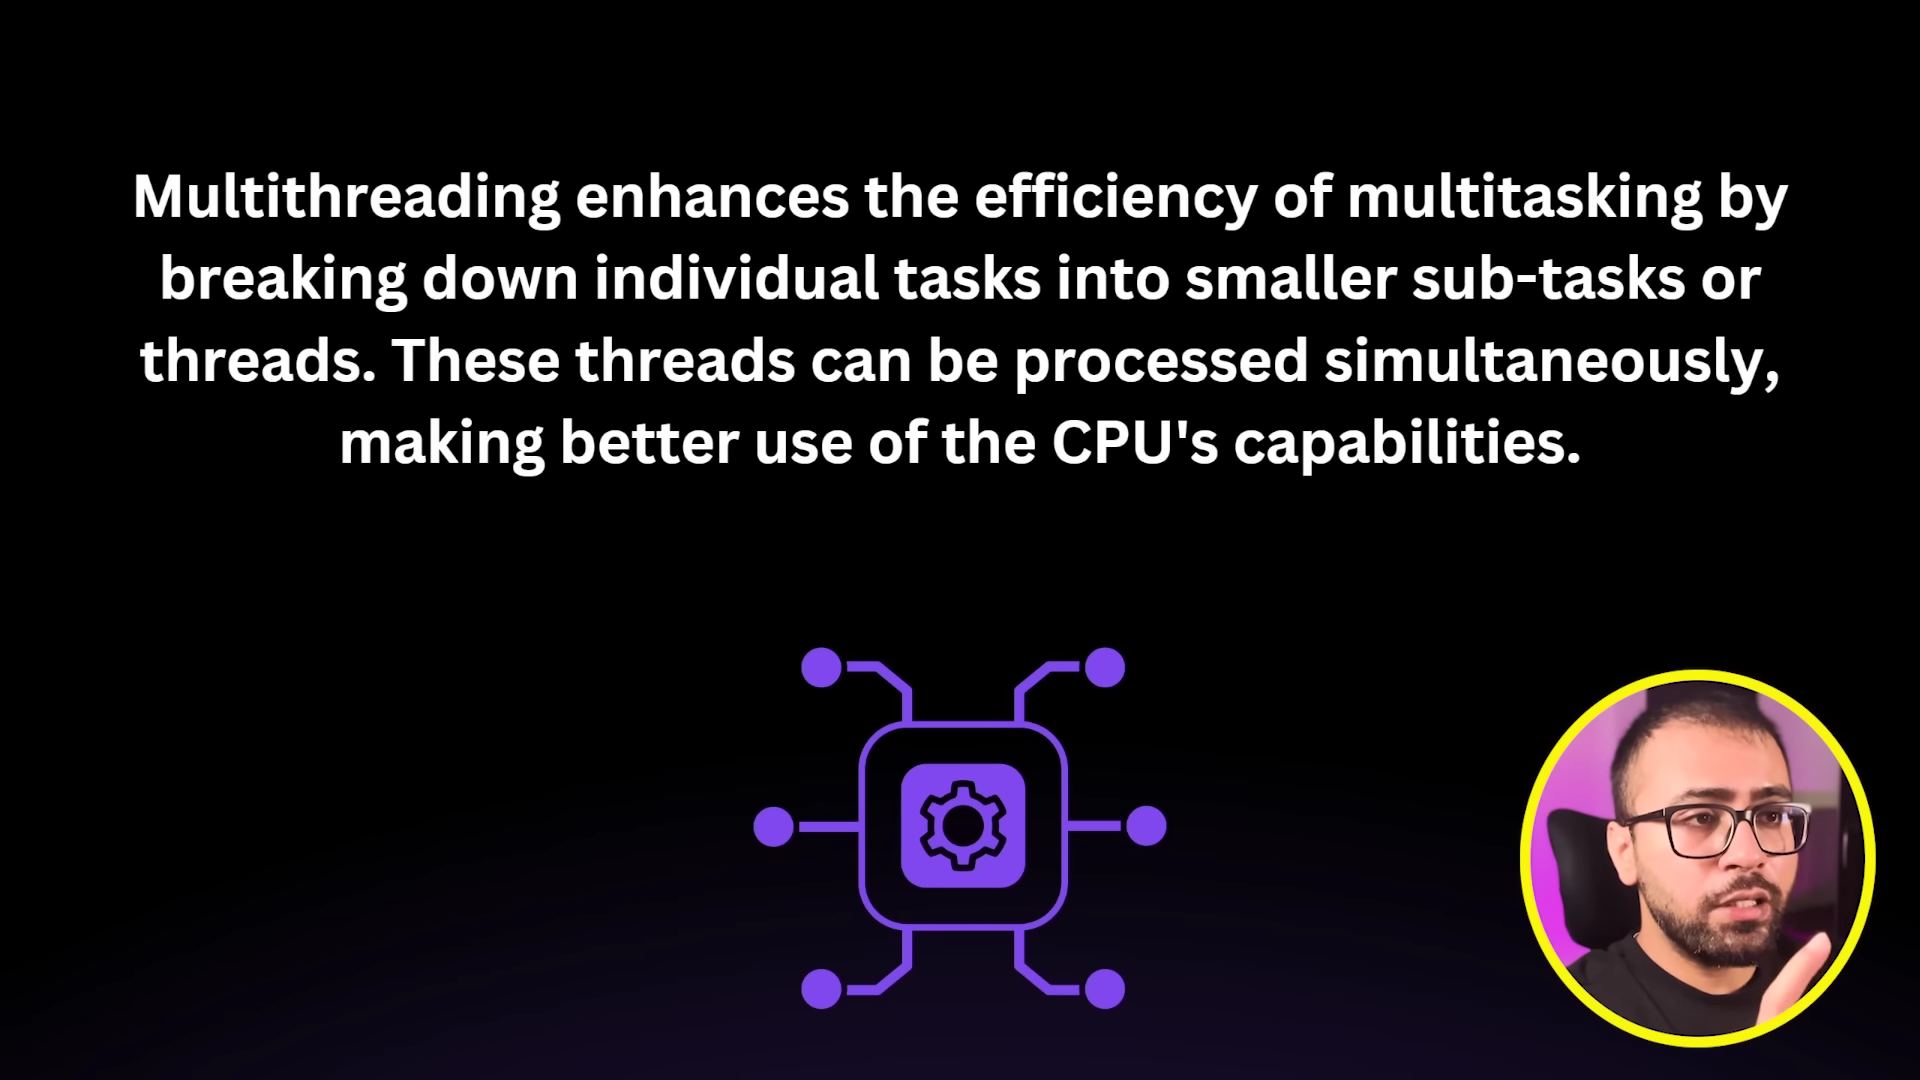 Multithreading enhances the efficiency of multitasking by
breaking down individual tasks into smaller sub-tasks or
threads. These threads can be processed simultaneously,
making better use of the CPU's capabilities.